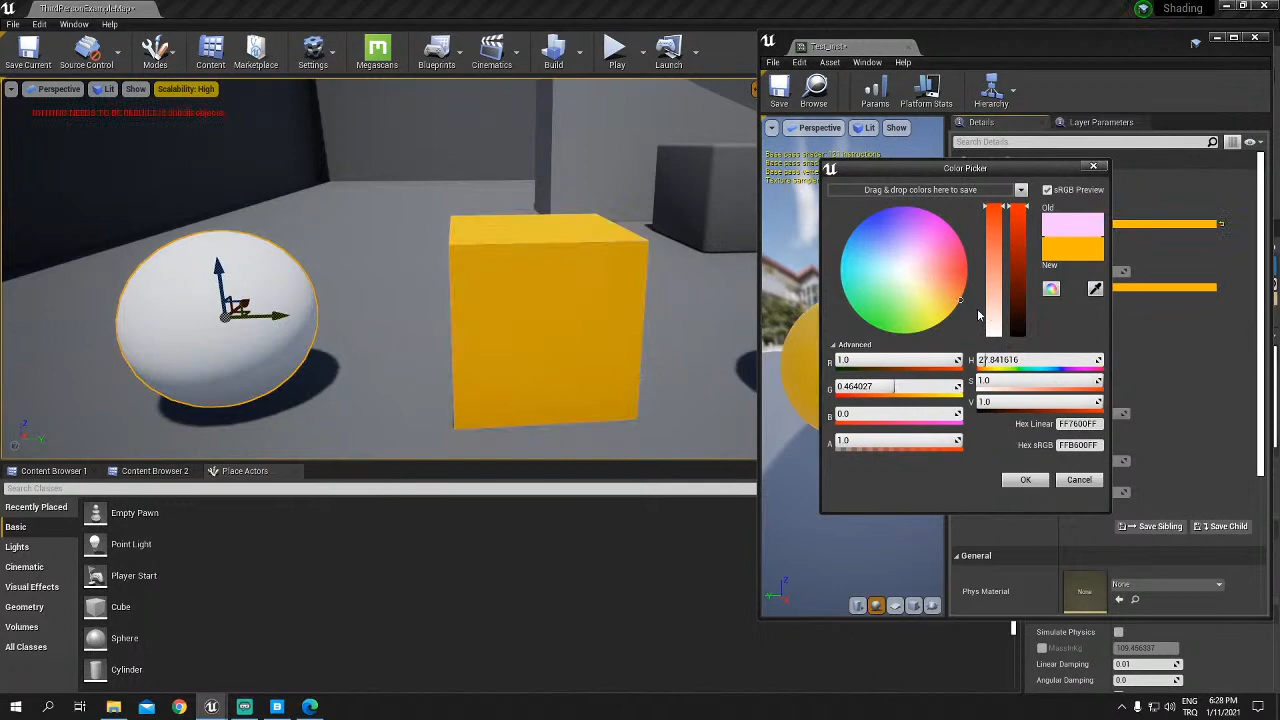 ThirdPersonExampleMap*
Shading
File Edit Window Help
Save Current Source Control Modes Content Marketplace Settings Megascans Blueprints Cinematics Build Play Launch
Perspective Lit Show Scalability: High
Test_Inst*
File Edit Asset Window Help
Save Browse Params Platform Stats Hierarchy
Perspective Lit Show
Details Layer Parameters
Search Details
Color Picker
Drag & drop colors here to save
sRGB Preview
Old
New
Advanced
R 1.0
G 0.464027
B 0.0
A 1.0
H 27.841616
S 1.0
V 1.0
Hex Linear FF7600FF
Hex sRGB FFB600FF
OK Cancel
Save Sibling Save Child
General
Phys Material None None
Simulate Physics
MassInKg 109.456337
Linear Damping 0.01
Angular Damping 0.0
Content Browser 1 Content Browser 2 Place Actors
Search Classes
Recently Placed
Basic
Lights
Cinematic
Visual Effects
Geometry
Volumes
All Classes
Empty Pawn
Point Light
Player Start
Cube
Sphere
Cylinder
ENG
TRQ
6:28 PM
1/11/2021